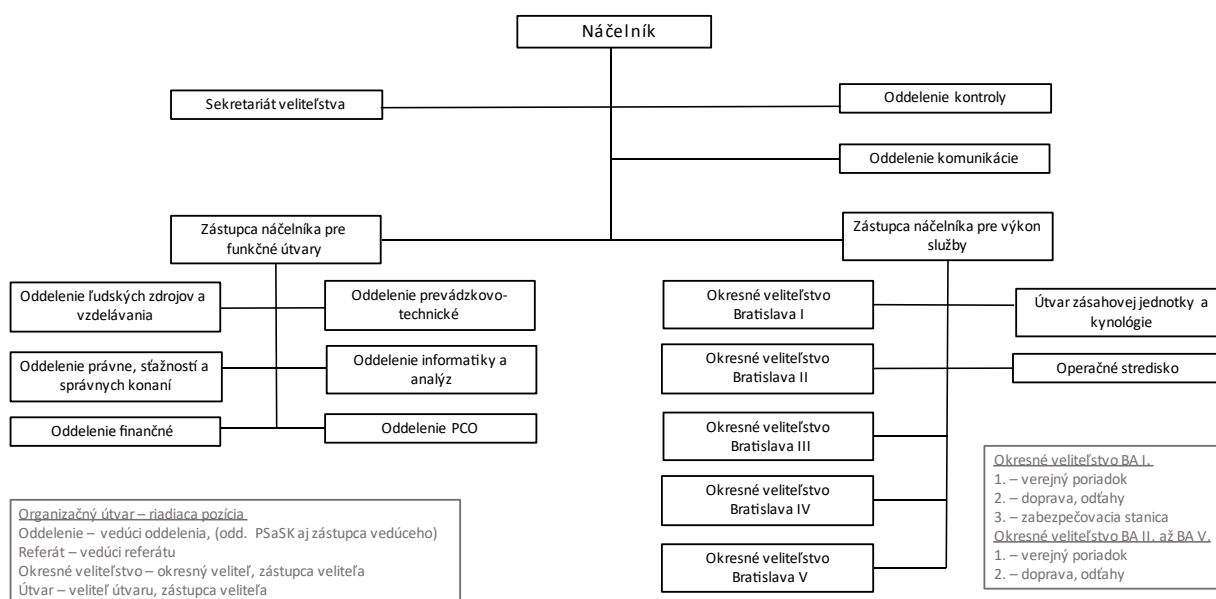 Náčelník
Sekretariát veliteľstva
Oddelenie kontroly
Oddelenie komunikácie
Zástupca náčelníka pre
funkčné útvary
Zástupca náčelníka pre výkon
služby
Oddelenie ľudských zdrojov a
vzdelávania
Oddelenie prevádzkovo-
technické
Oddelenie právne, sťažností a
správnych konaní
Oddelenie informatiky a
analýz
Oddelenie finančné
Oddelenie PCO
Okresné veliteľstvo
Bratislava I
Útvar zásahovej jednotky a
kynológie
Okresné veliteľstvo
Bratislava II
Operačné stredisko
Okresné veliteľstvo
Bratislava III
Okresné veliteľstvo
Bratislava IV
Okresné veliteľstvo
Bratislava V
Organizačný útvar – riadiaca pozícia
Oddelenie – vedúci oddelenia, (odd. PSaSK aj zástupca vedúceho)
Referát – vedúci referátu
Okresné veliteľstvo – okresný veliteľ, zástupca veliteľa
Útvar – veliteľ útvaru, zástupca veliteľa
Okresné veliteľstvo BA I.
1. – verejný poriadok
2. – doprava, odťahy
3. – zabezpečovacia stanica
Okresné veliteľstvo BA II. až BA V.
1. – verejný poriadok
2. – doprava, odťahy